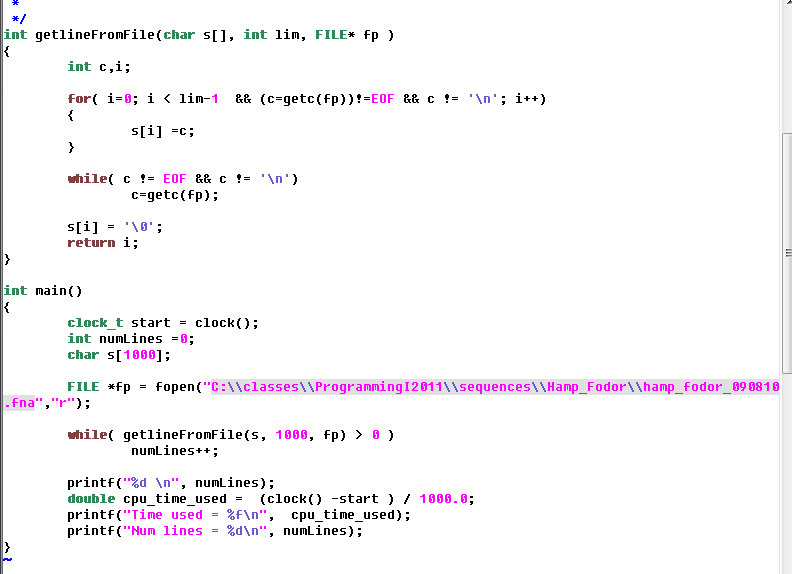 *
*/
int getlineFromFile(char s[], int lim, FILE* fp )
{
int c,i;
for( i=0; i < lim-1  && (c=getc(fp))!=EOF && c != '\n'; i++)
{
s[i] =c;
}
while( c != EOF && c != '\n')
c=getc(fp);
s[i] = '\0';
return i;
}
int main()
{
clock_t start = clock();
int numLines =0;
char s[1000];
FILE *fp = fopen("C:\\classes\\ProgrammingI2011\\sequences\\Hamp_Fodor\\hamp_fodor_090810
.fna","r");
while( getlineFromFile(s, 1000, fp) > 0 )
numLines++;
printf("%d \n", numLines);
double cpu_time_used =  (clock() -start ) / 1000.0;
printf("Time used = %f\n",  cpu_time_used);
printf("Num lines = %d\n", numLines);
}
~